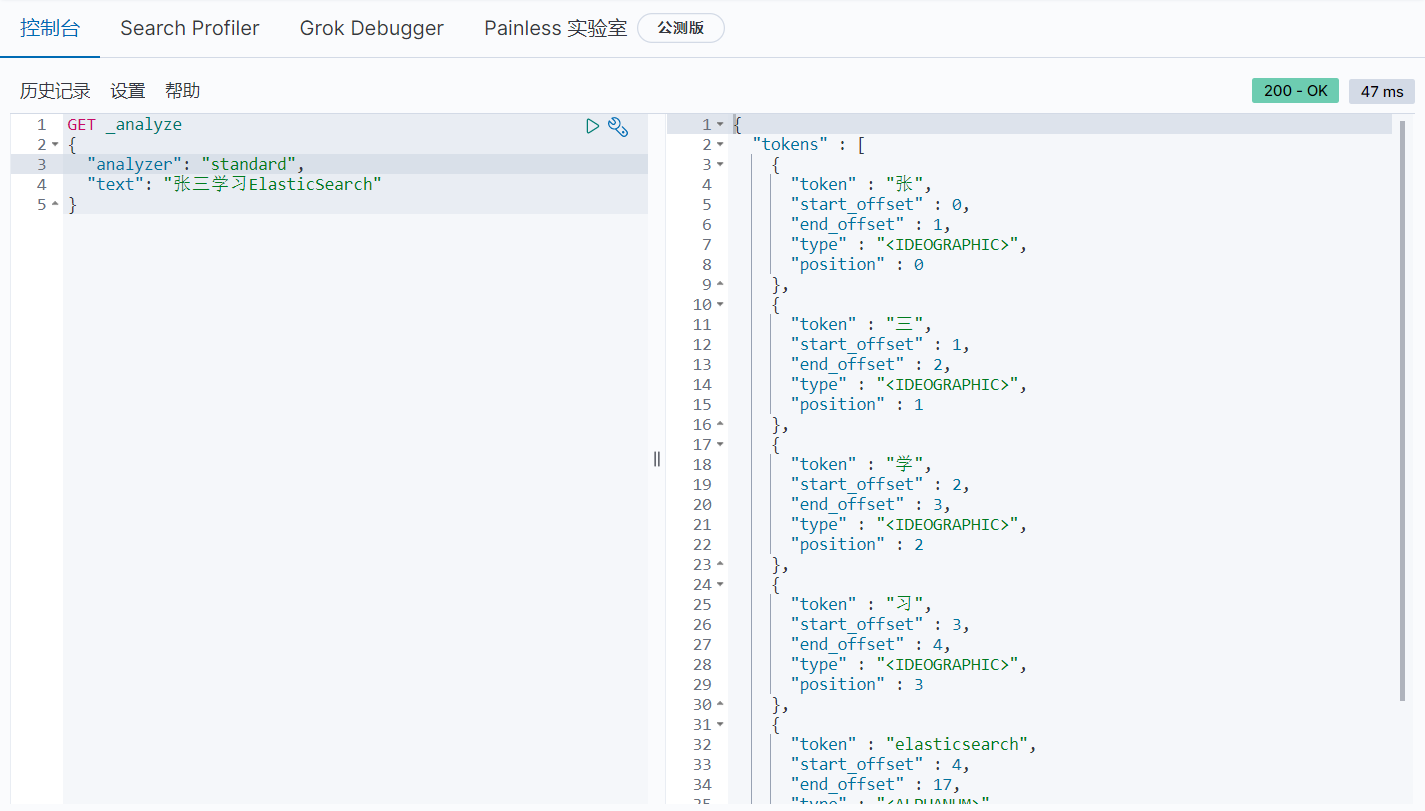 控制台 Search Profiler Grok Debugger Painless 实验室 公测版
历史记录 设置 帮助 200 - OK 47 ms
1 GET _analyze
2 {
3 "analyzer": "standard",
4 "text": "张三学习ElasticSearch"
5 }
1 {
2 "tokens" : [
3 {
4 "token" : "张",
5 "start_offset" : 0,
6 "end_offset" : 1,
7 "type" : "<IDEOGRAPHIC>",
8 "position" : 0
9 },
10 {
11 "token" : "三",
12 "start_offset" : 1,
13 "end_offset" : 2,
14 "type" : "<IDEOGRAPHIC>",
15 "position" : 1
16 },
17 {
18 "token" : "学",
19 "start_offset" : 2,
20 "end_offset" : 3,
21 "type" : "<IDEOGRAPHIC>",
22 "position" : 2
23 },
24 {
25 "token" : "习",
26 "start_offset" : 3,
27 "end_offset" : 4,
28 "type" : "<IDEOGRAPHIC>",
29 "position" : 3
30 },
31 {
32 "token" : "elasticsearch",
33 "start_offset" : 4,
34 "end_offset" : 17,
35 "type" : "<ALPHANUM>"